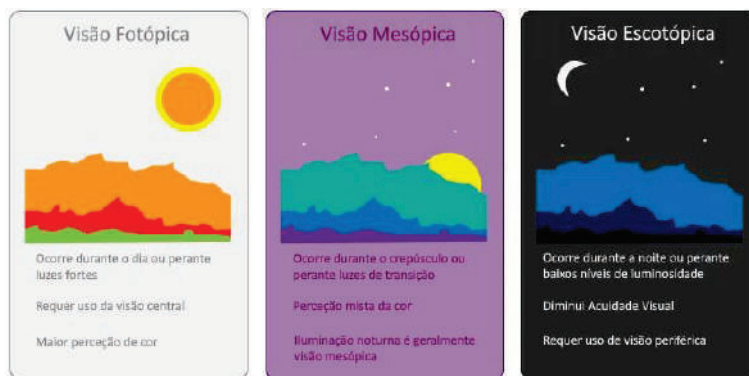 Visão Fotópica
Ocorre durante o dia ou perante
luzes fortes
Requer uso da visão central
Maior perceção de cor
Visão Mesópica
Ocorre durante o crepúsculo ou
perante luzes de transição
Perceção mista da cor
Iluminação noturna é geralmente
visão mesópica
Visão Escotópica
Ocorre durante a noite ou perante
baixos níveis de luminosidade
Diminui Acuidade Visual
Requer uso de visão periférica